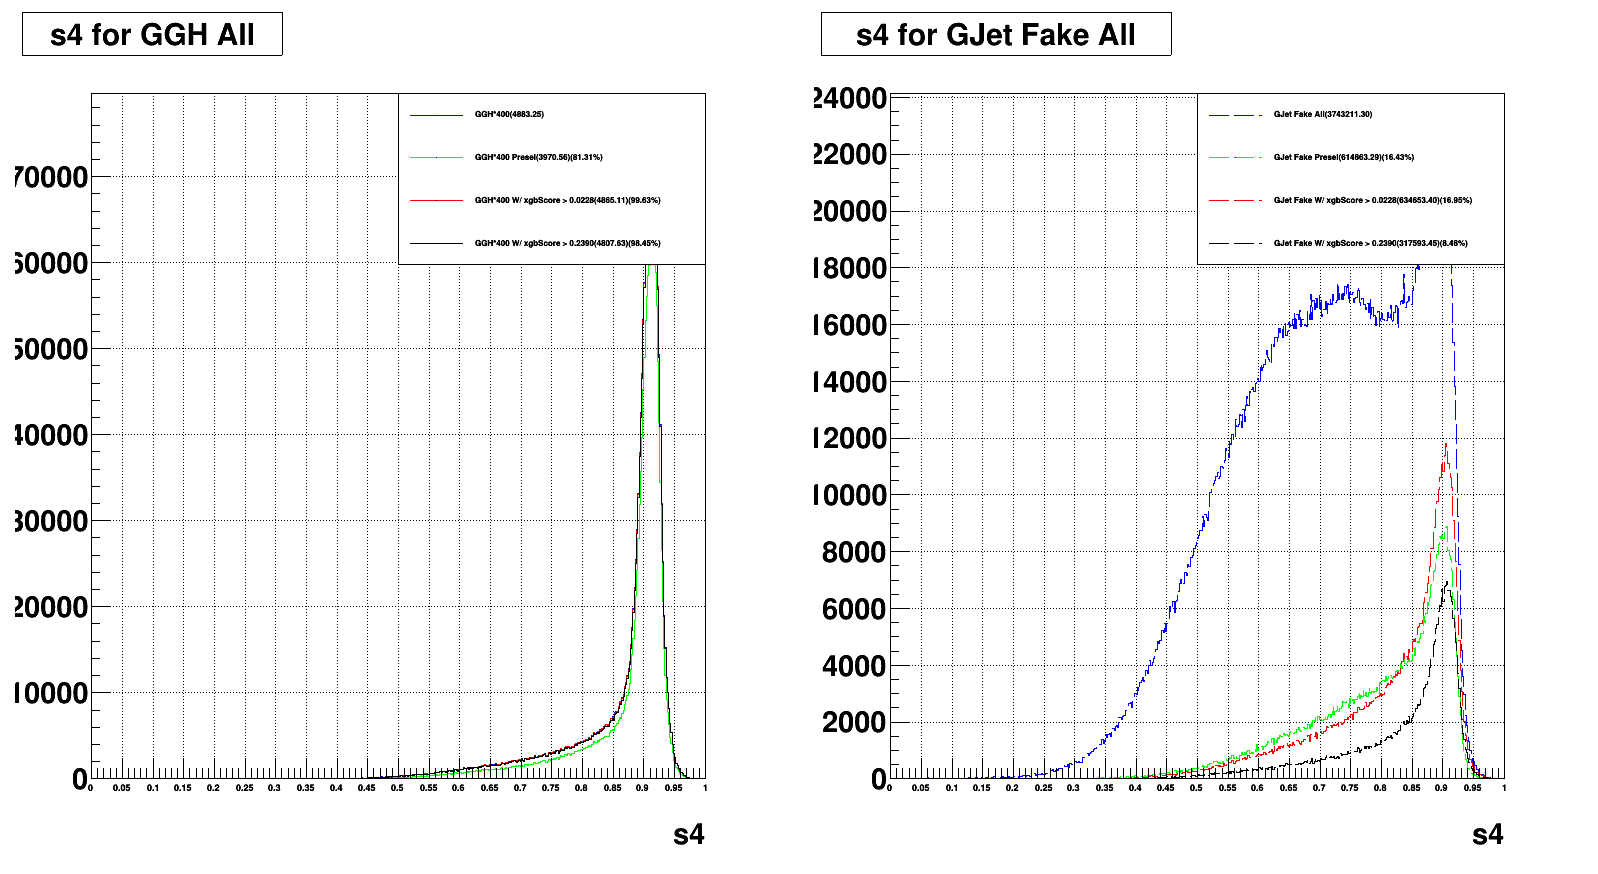 s4 for GGH All
GGH*400(4883.25)
GGH*400 Presel(3970.56)(81.31%)
GGH*400 W/ xgbScore > 0.0228(4865.11)(99.63%)
GGH*400 W/ xgbScore > 0.2390(4807.63)(98.45%)
70000
60000
50000
40000
30000
20000
10000
0
0 0.05 0.1 0.15 0.2 0.25 0.3 0.35 0.4 0.45 0.5 0.55 0.6 0.65 0.7 0.75 0.8 0.85 0.9 0.95 1
s4
s4 for GJet Fake All
GJet Fake All(3743211.30)
GJet Fake Presel(614863.29)(16.43%)
GJet Fake W/ xgbScore > 0.0228(634653.40)(16.95%)
GJet Fake W/ xgbScore > 0.2390(317593.45)(8.48%)
24000
22000
20000
18000
16000
14000
12000
10000
8000
6000
4000
2000
0
0 0.05 0.1 0.15 0.2 0.25 0.3 0.35 0.4 0.45 0.5 0.55 0.6 0.65 0.7 0.75 0.8 0.85 0.9 0.95 1
s4